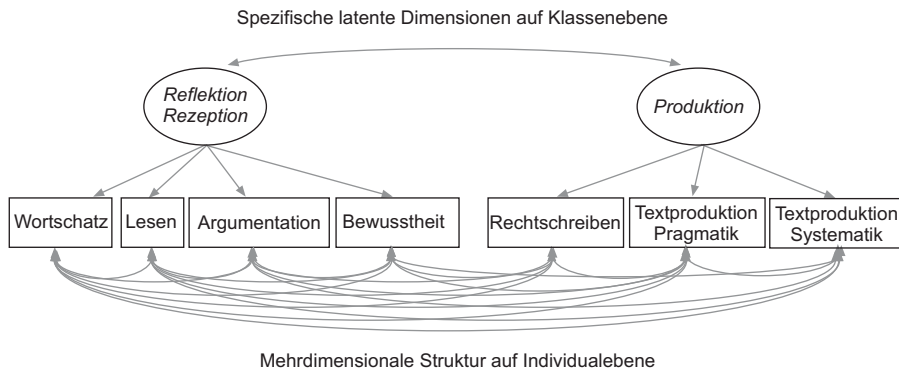 Spezifische latente Dimensionen auf Klassenebene
Reflektion
Rezeption
Produktion
Wortschatz
Lesen
Argumentation
Bewusstheit
Rechtschreiben
Textproduktion
Pragmatik
Textproduktion
Systematik
Mehrdimensionale Struktur auf Individualebene